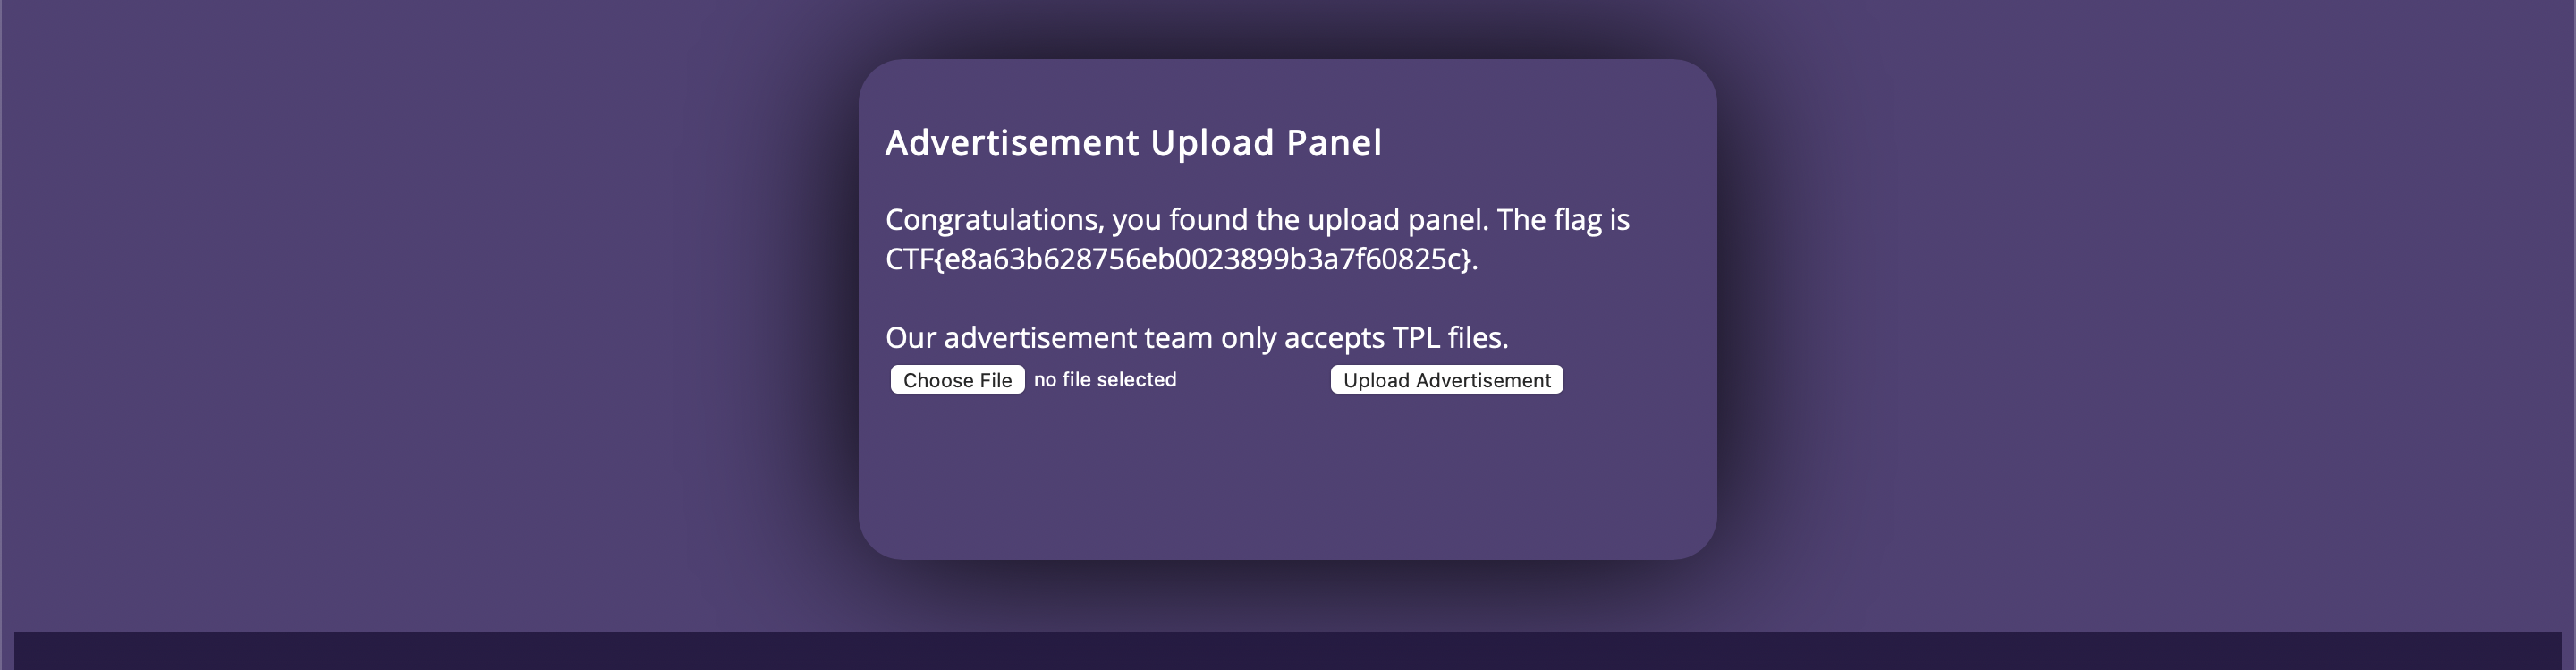 Advertisement Upload Panel
Congratulations, you found the upload panel. The flag is
CTF{e8a63b628756eb0023899b3a7f60825c}.
Our advertisement team only accepts TPL files.
Choose File no file selected Upload Advertisement